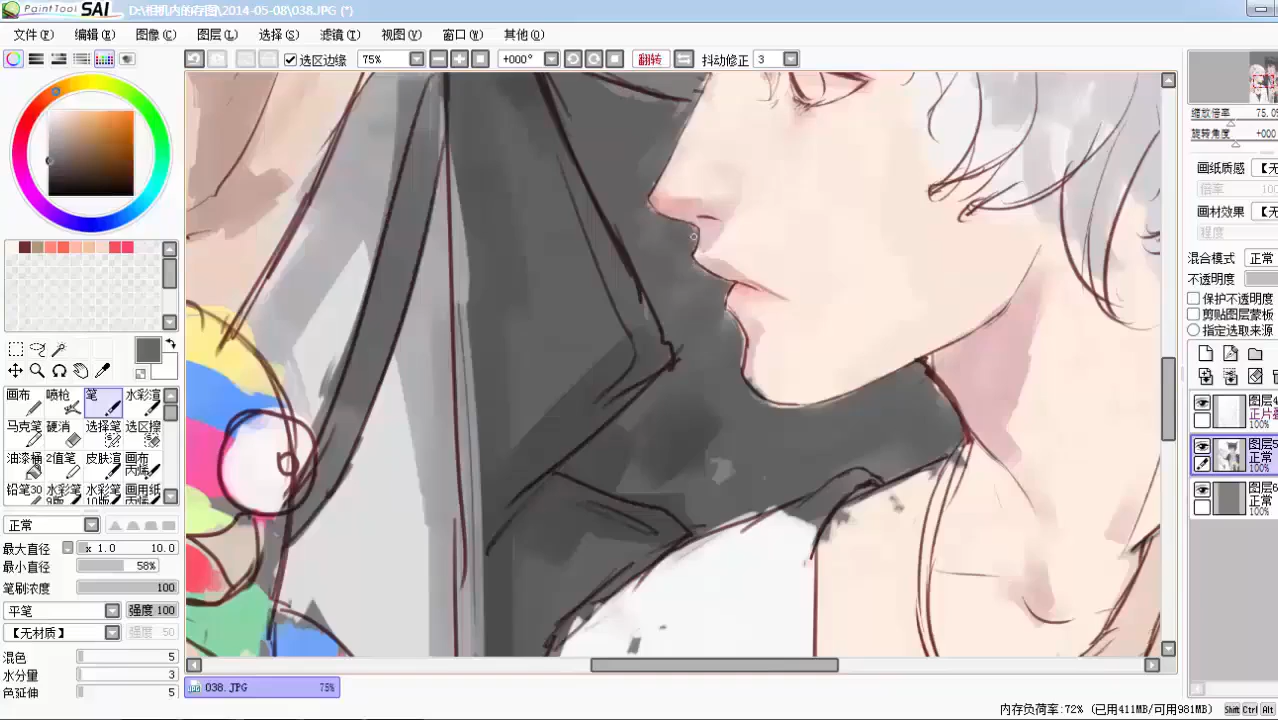 PaintTool SAI D:\相机内的存图\2014-05-08\038.JPG (*)
文件(F) 编辑(E) 图像(C) 图层(L) 选择(S) 滤镜(T) 视图(V) 窗口(W) 其他(O)
选区边缘 75% +000° 翻转 抖动修正 3
缩放倍率 75.0
旋转角度 +000
画纸质感 【无
倍率 100
画材效果 【无
程度
混合模式 正常
不透明度
保护不透明度
剪贴图层蒙板
指定选取来源
画布 喷枪 笔 水彩渲
马克笔 硬消 选择笔 选区擦
油漆桶 2值笔 皮肤渲 画布丙烯
铅笔30 水彩笔 水彩笔 画用纸
图层4
正片叠
100%
图层5
正常
100%
图层6
正常
100%
正常
最大直径 x 1.0 10.0
最小直径 58%
笔刷浓度 100
平笔 强度 100
【无材质】 强度 50
混色 5
水分量 3
色延伸 5
038.JPG 75%
内存负荷率:72% (已用411MB/可用981MB) Shift Ctrl Alt